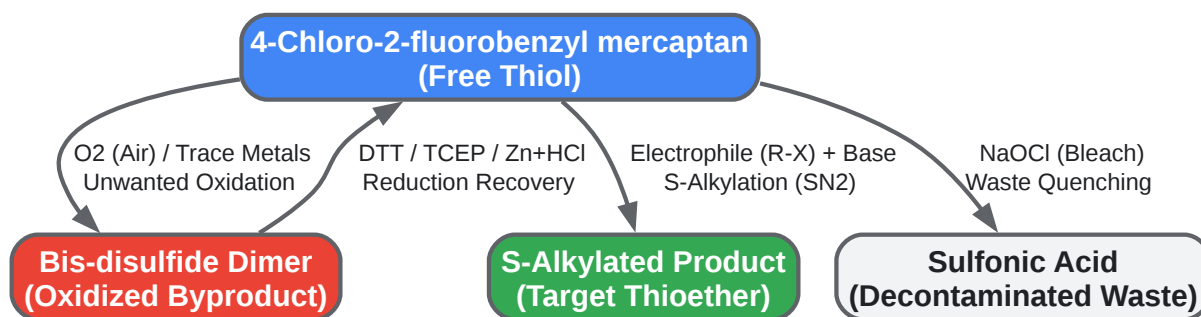 4-Chloro-2-fluorobenzyl mercaptan
(Free Thiol)
O2 (Air) / Trace Metals
Unwanted Oxidation
DTT / TCEP / Zn+HCl
Reduction Recovery
Electrophile (R-X) + Base
S-Alkylation (SN2)
NaOCl (Bleach)
Waste Quenching
Bis-disulfide Dimer
(Oxidized Byproduct)
S-Alkylated Product
(Target Thioether)
Sulfonic Acid
(Decontaminated Waste)